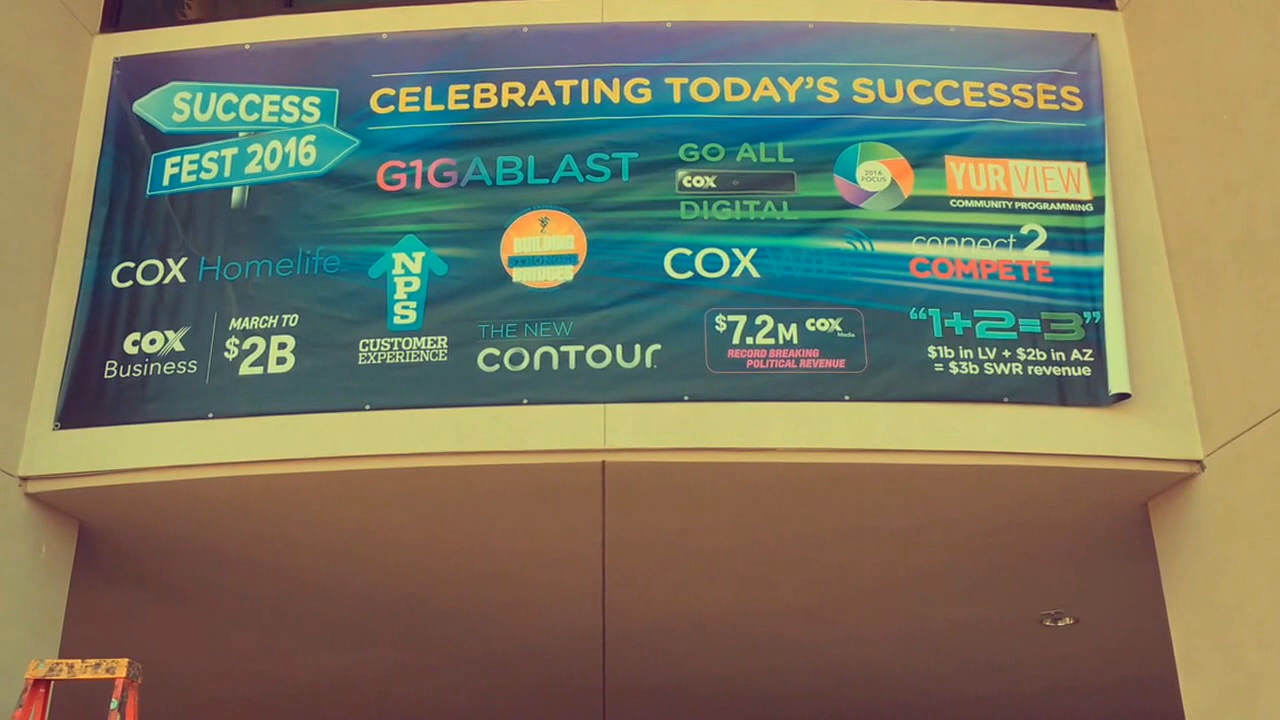 SUCCESS
FEST 2016
CELEBRATING TODAY'S SUCCESSES
G1GABLAST
GO ALL
COX
DIGITAL
2016
FOCUS
YURVIEW
COMMUNITY PROGRAMMING
COX Homelife
NPS
CUSTOMER
EXPERIENCE
BUILDING
STRONGER
BRIDGES
COX
connect2
COMPETE
COX
Business
MARCH TO
$2B
THE NEW
contour
$7.2M COX
Media
RECORD BREAKING
POLITICAL REVENUE
"1+2=3"
$1b in LV + $2b in AZ
= $3b SWR revenue